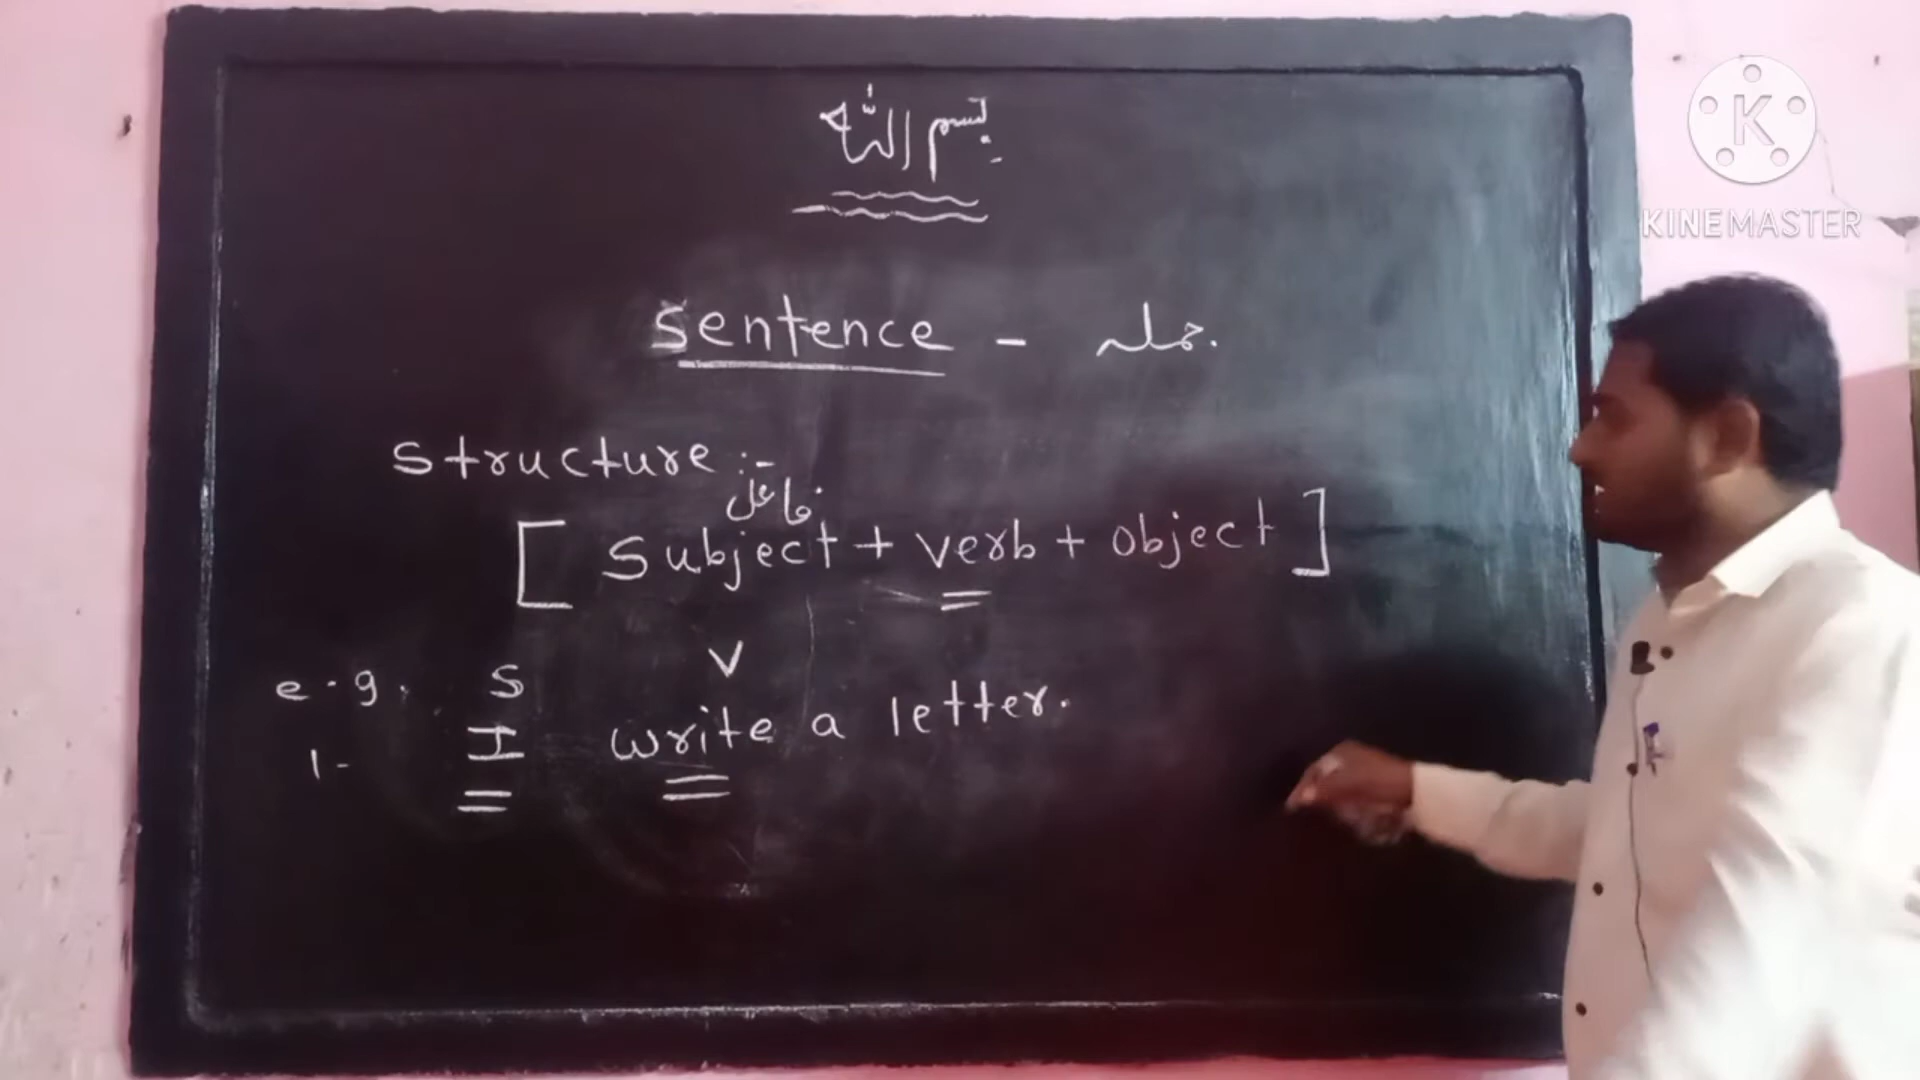 بسم اللہ
Sentence - جملہ
Structure :-
فاعل
[ Subject + verb + object ]
S V
e.g.
1- I write a letter.
K
KINEMASTER